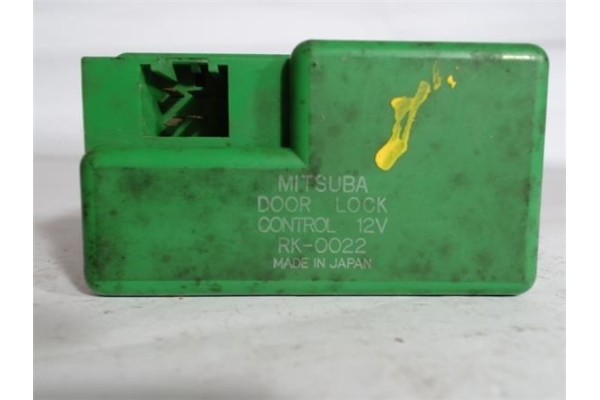 MITSUBA
DOOR LOCK
CONTROL 12V
RK-0022
MADE IN JAPAN